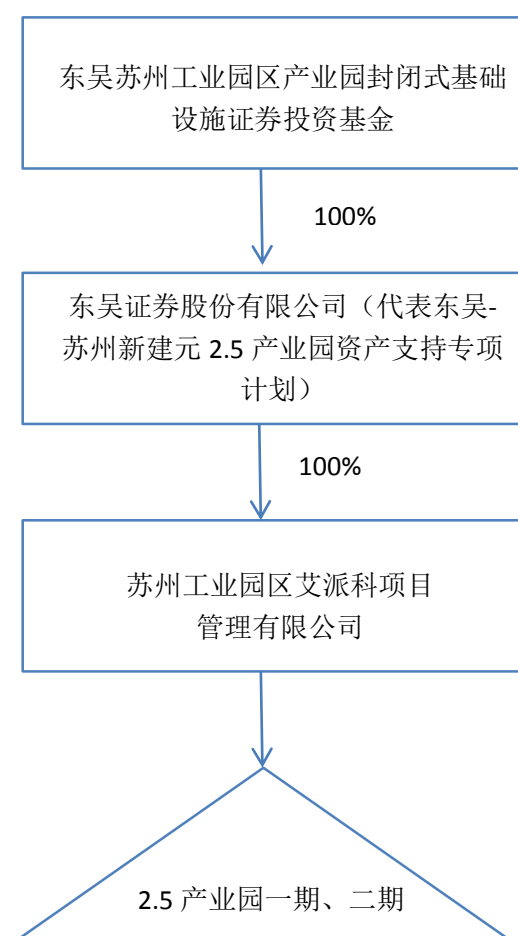 东吴苏州工业园区产业园封闭式基础
设施证券投资基金
100%
东吴证券股份有限公司（代表东吴-
苏州新建元 2.5 产业园资产支持专项
计划）
100%
苏州工业园区艾派科项目
管理有限公司
2.5 产业园一期、二期